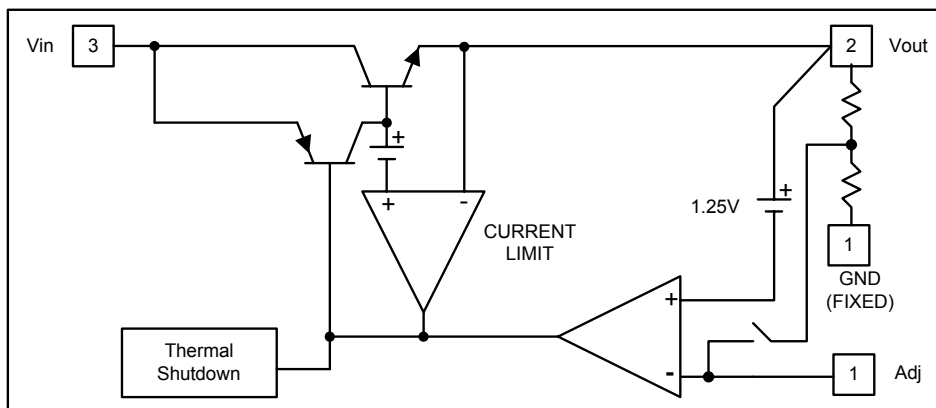 Vin
3
2
Vout
+
+
-
CURRENT
LIMIT
1.25V
+
1
GND
(FIXED)
Thermal
Shutdown
+
-
1
Adj